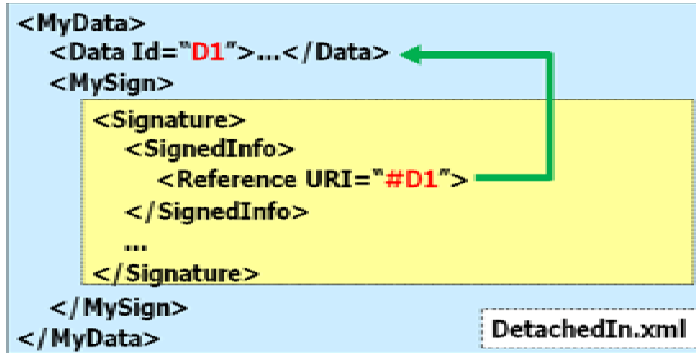 <MyData>
<Data Id="D1">...</Data>
<MySign>
<Signature>
<SignedInfo>
<Reference URI="#D1">
</SignedInfo>
...
</Signature>
</MySign>
</MyData>
DetachedIn.xml